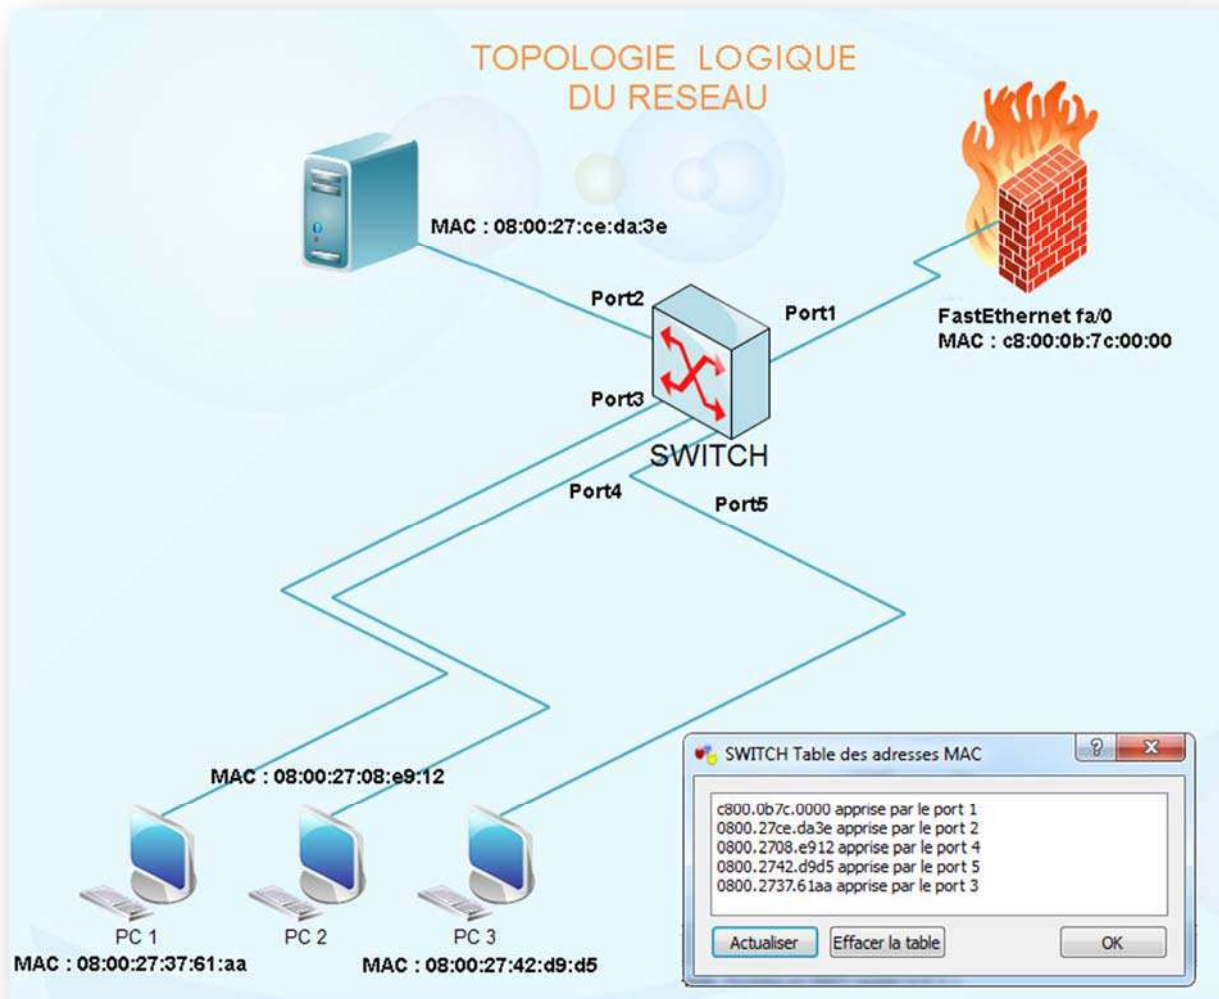 TOPOLOGIE LOGIQUE
DU RESEAU
MAC : 08:00:27:ce:da:3e
Port2
Port1
FastEthernet fa/0
MAC : c8:00:0b:7c:00:00
Port3
SWITCH
Port4
Port5
MAC : 08:00:27:08:e9:12
PC 1
PC 2
PC 3
MAC : 08:00:27:37:61:aa
MAC : 08:00:27:42:d9:d5
SWITCH Table des adresses MAC
c800.0b7c.0000 apprise par le port 1
0800.27ce.da3e apprise par le port 2
0800.2708.e912 apprise par le port 4
0800.2742.d9d5 apprise par le port 5
0800.2737.61aa apprise par le port 3
Actualiser
Effacer la table
OK